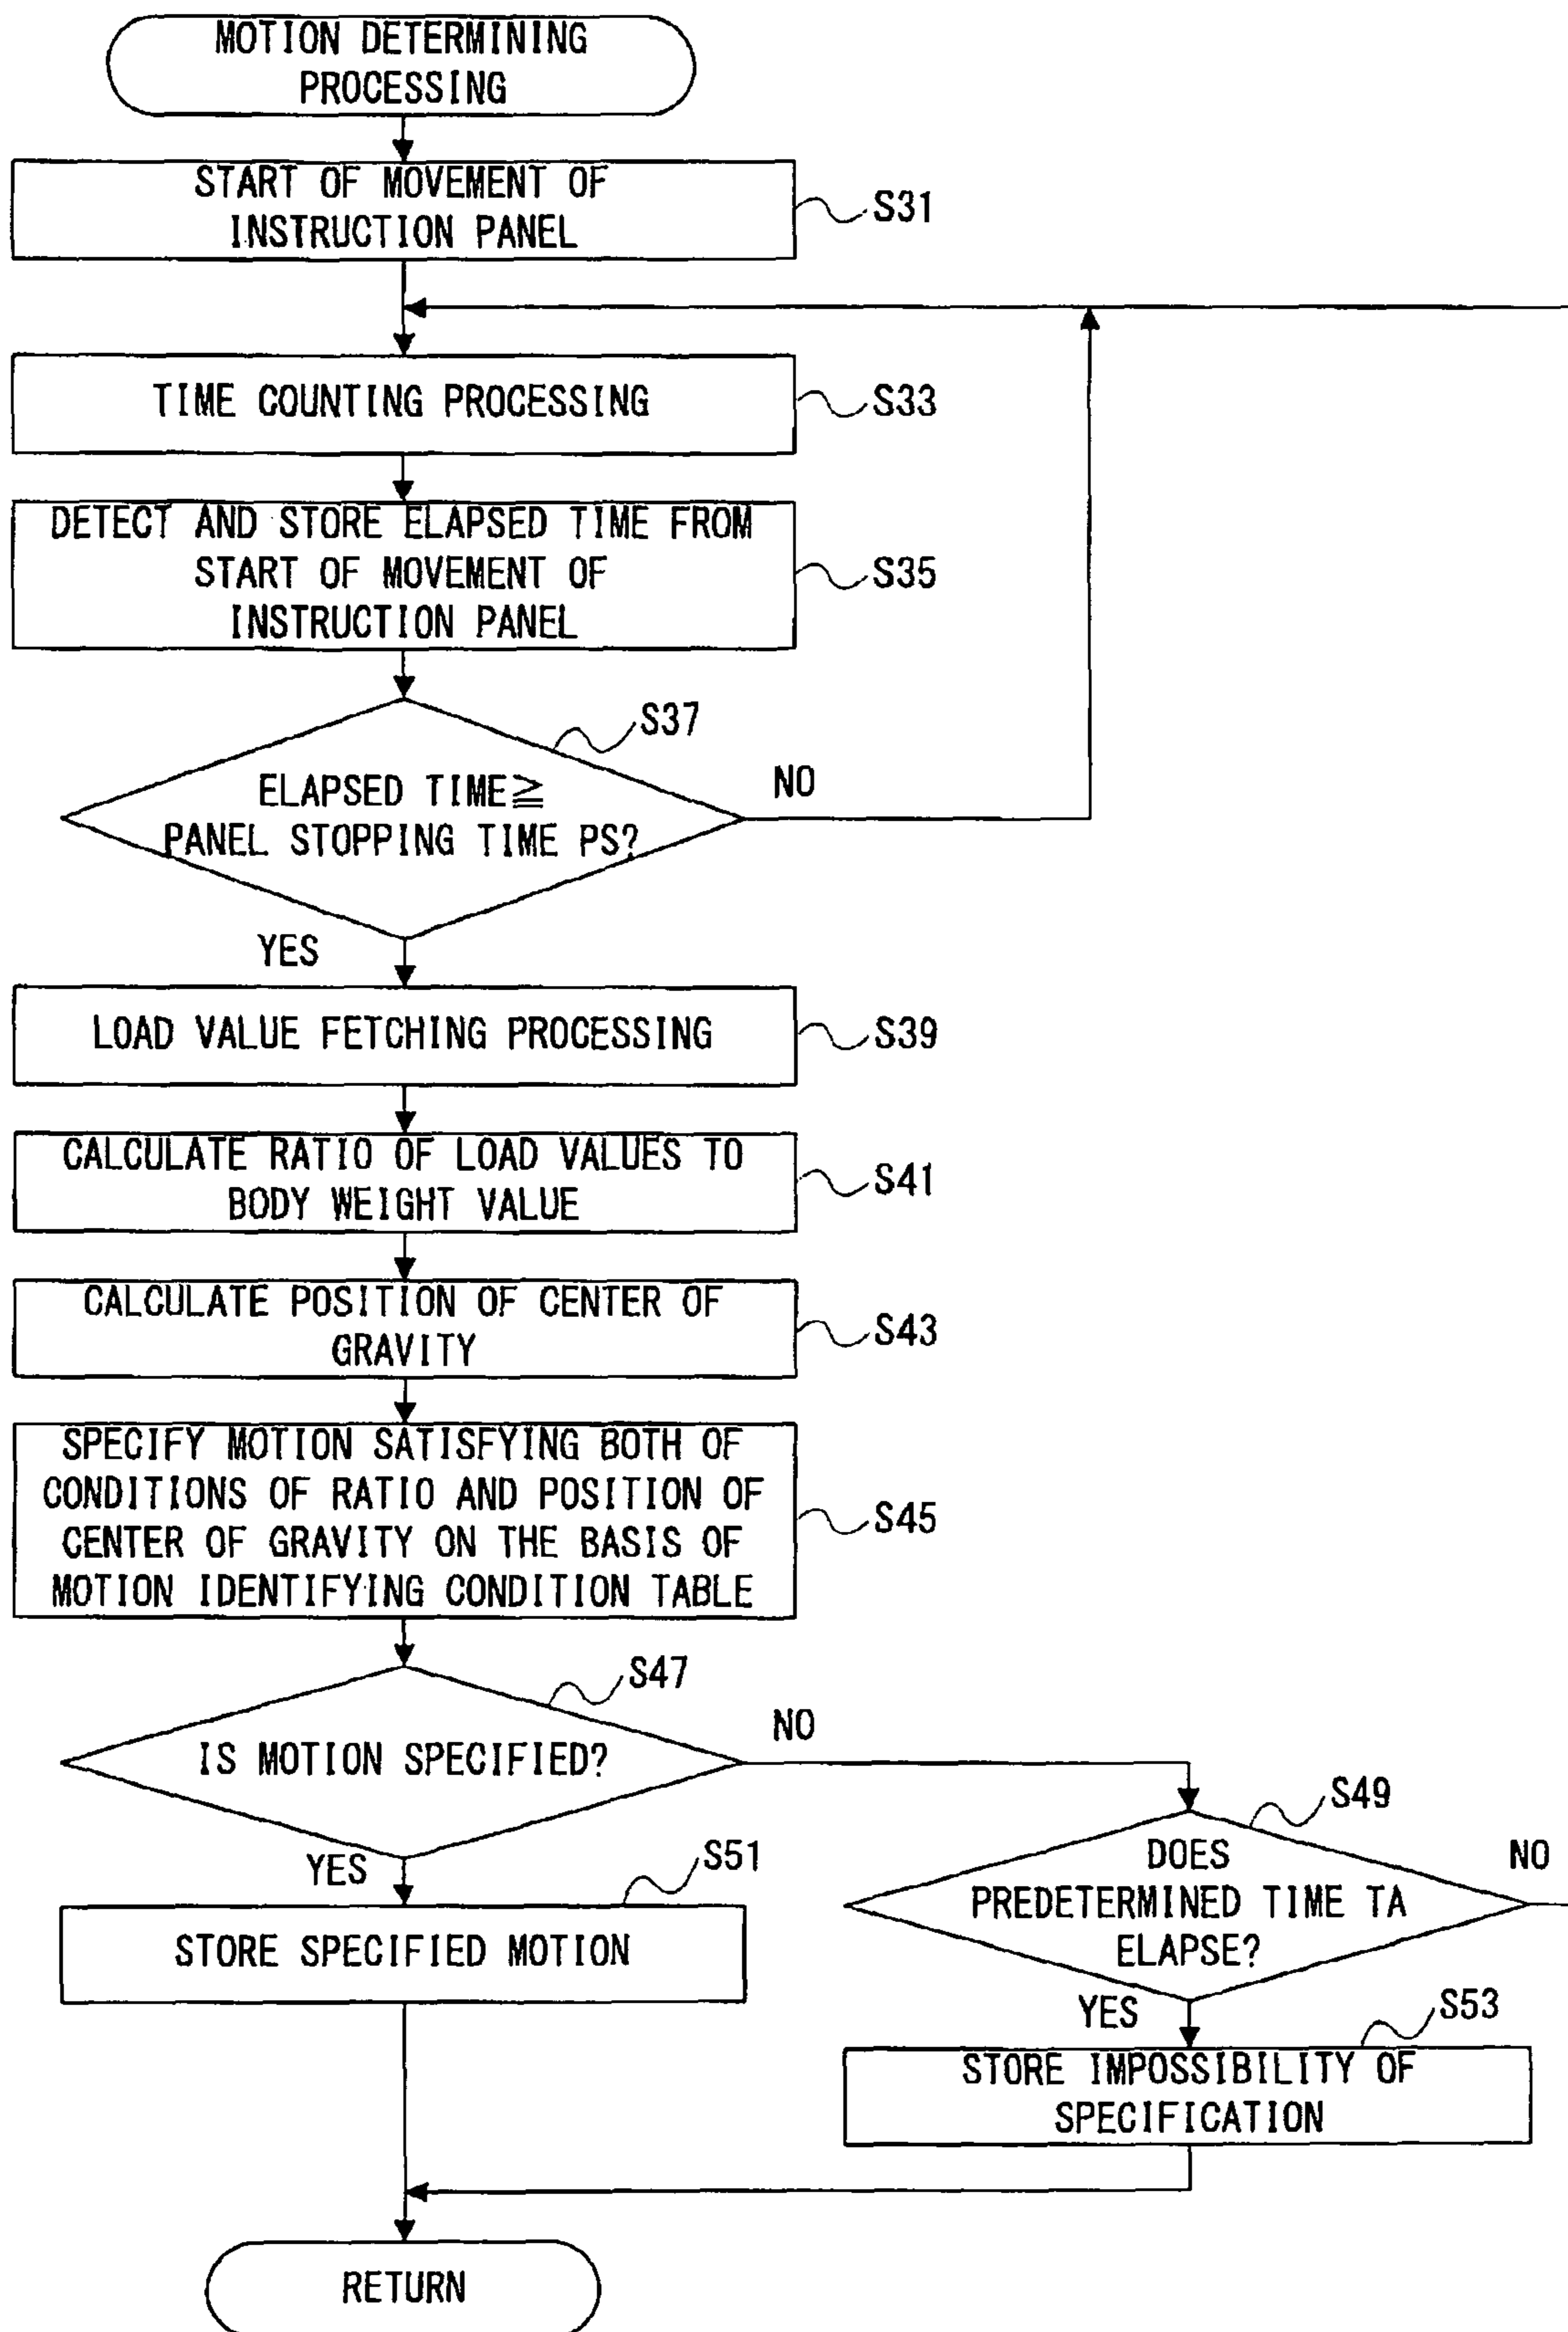 MOTION DETERMINING
PROCESSING
START OF MOVEMENT OF
INSTRUCTION PANEL
S31
TIME COUNTING PROCESSING
S33
DETECT AND STORE ELAPSED TIME FROM
START OF MOVEMENT OF
INSTRUCTION PANEL
S35
S37
ELAPSED TIME≧
PANEL STOPPING TIME PS?
NO
YES
LOAD VALUE FETCHING PROCESSING
S39
CALCULATE RATIO OF LOAD VALUES TO
BODY WEIGHT VALUE
S41
CALCULATE POSITION OF CENTER OF
GRAVITY
S43
SPECIFY MOTION SATISFYING BOTH OF
CONDITIONS OF RATIO AND POSITION OF
CENTER OF GRAVITY ON THE BASIS OF
MOTION IDENTIFYING CONDITION TABLE
S45
S47
IS MOTION SPECIFIED?
NO
YES
S49
DOES
PREDETERMINED TIME TA
ELAPSE?
NO
YES
S51
STORE SPECIFIED MOTION
S53
STORE IMPOSSIBILITY OF
SPECIFICATION
RETURN